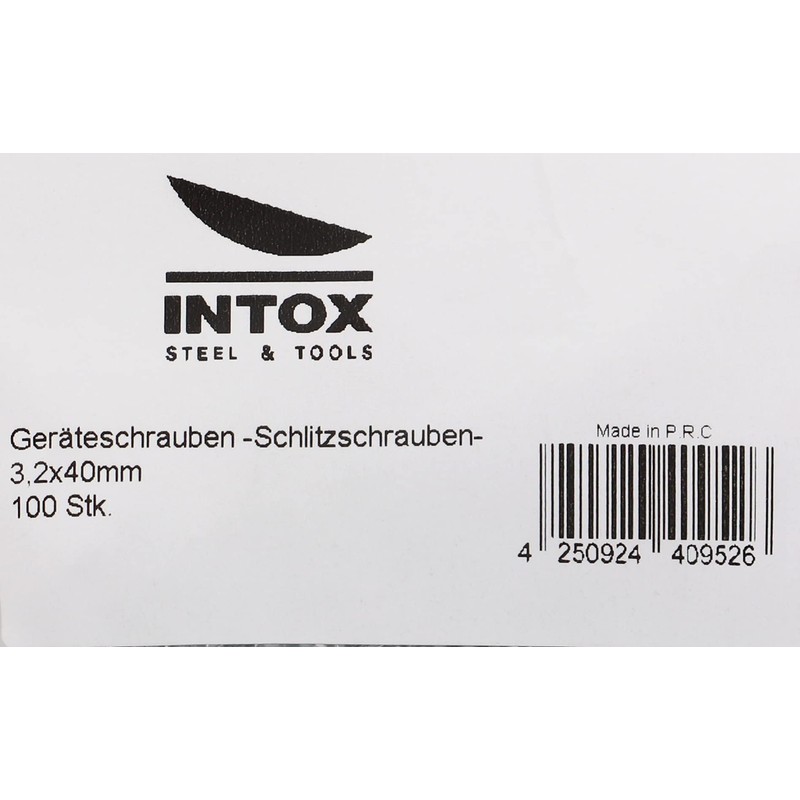 INTOX
STEEL & TOOLS
Geräteschrauben -Schlitzschrauben-
3,2x40mm
100 Stk.
Made in P.R.C
4 250924 409526